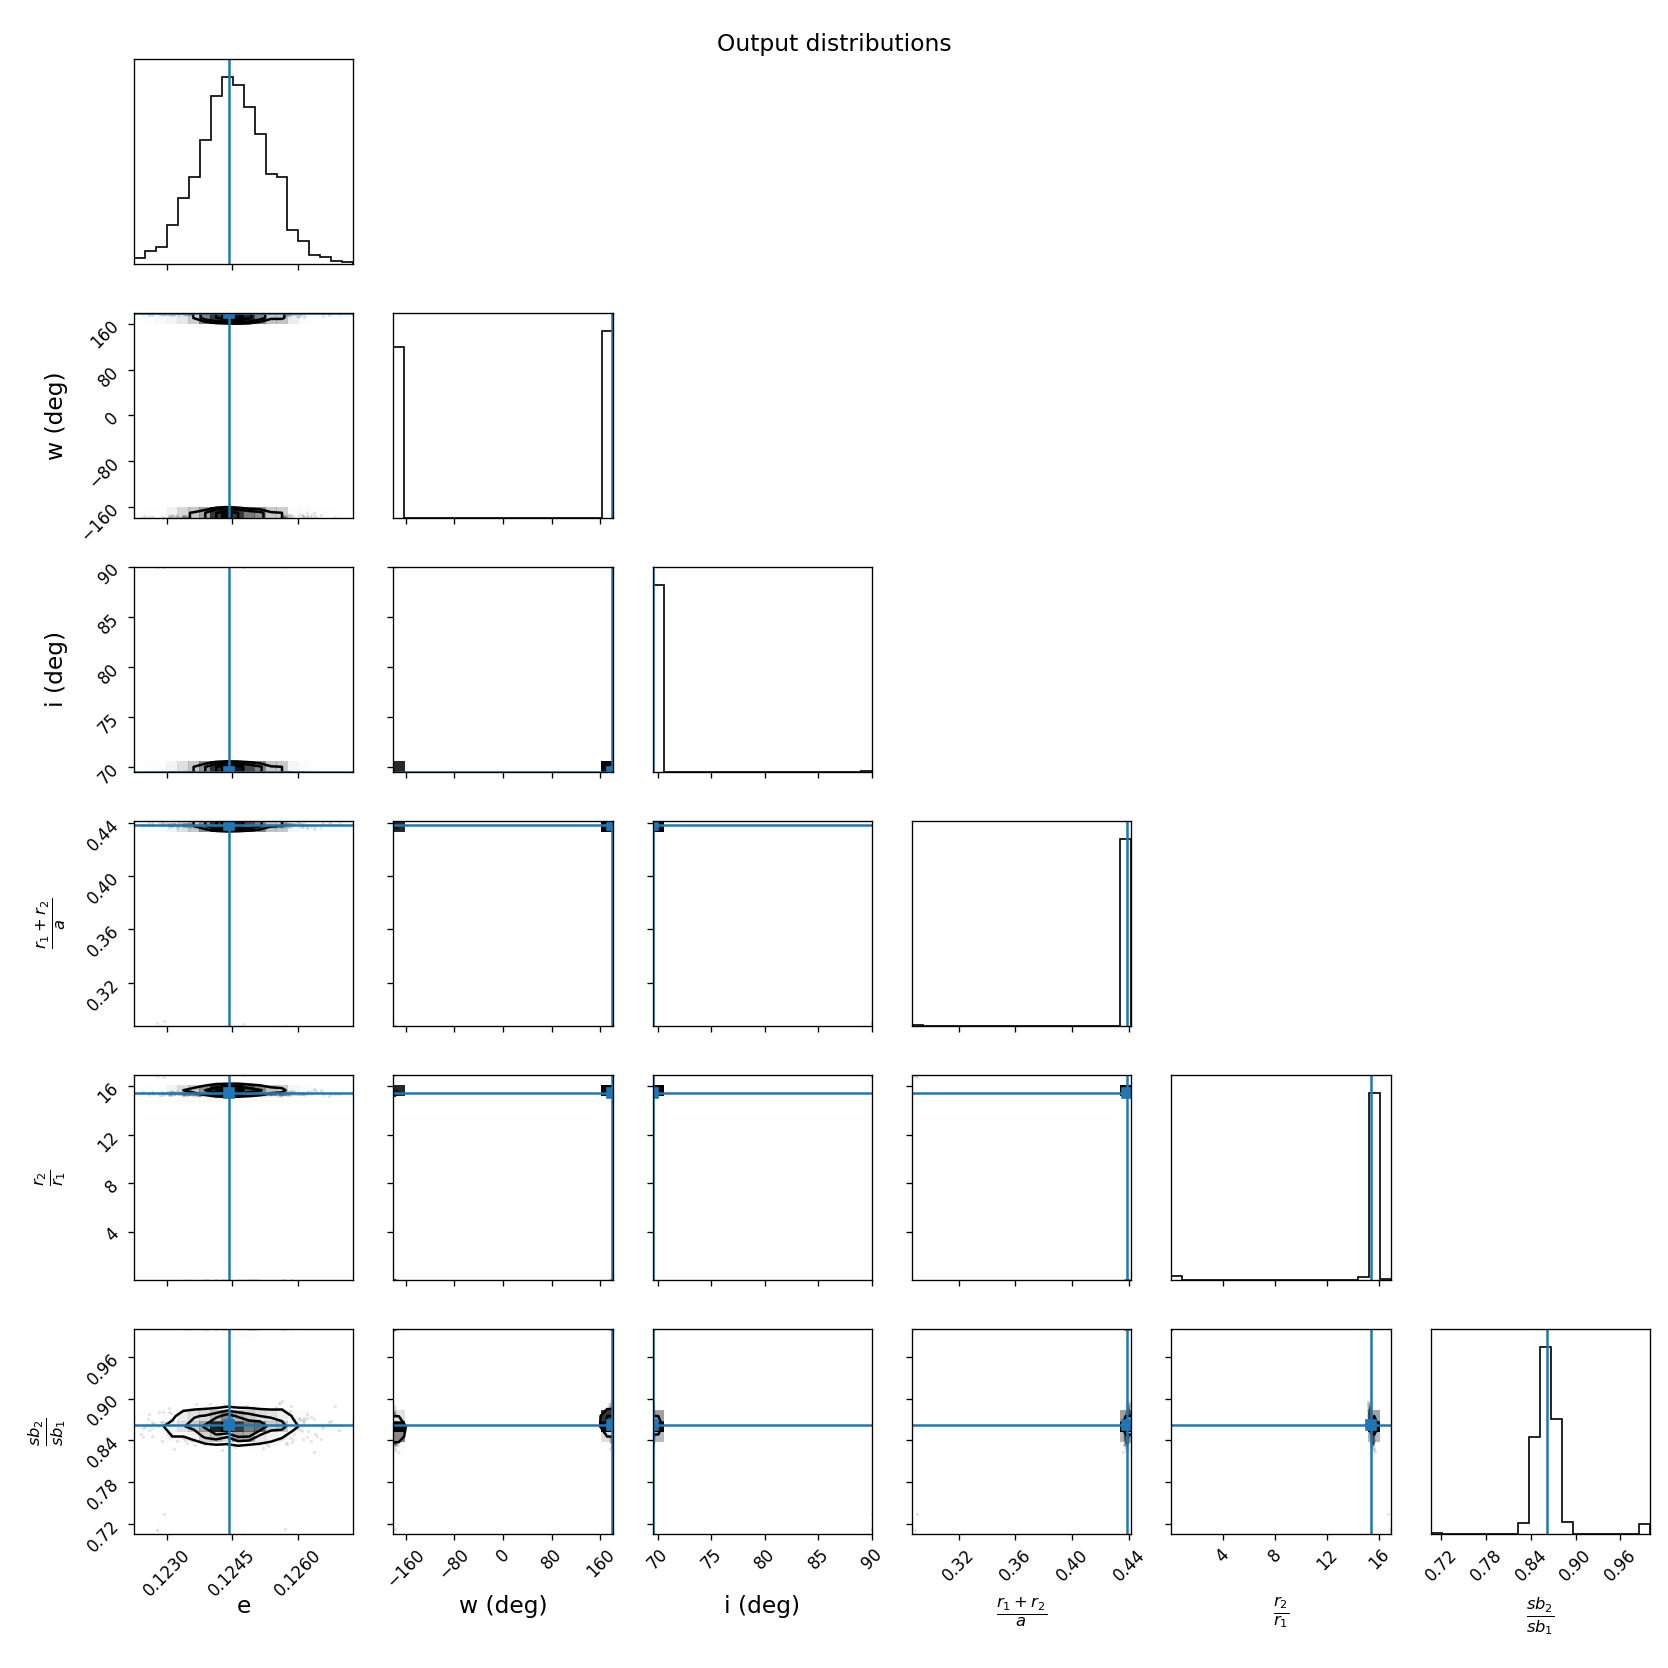 Output distributions
w (deg)
160
80
0
−80
−160
i (deg)
90
85
80
75
70
r₁ + r₂
a
0.44
0.40
0.36
0.32
r₂
r₁
16
12
8
4
sb₂
sb₁
0.96
0.90
0.84
0.78
0.72
0.1230 0.1245 0.1260
−160 −80 0 80 160
70 75 80 85 90
0.32 0.36 0.40 0.44
4 8 12 16
0.72 0.78 0.84 0.90 0.96
e
w (deg)
i (deg)
r₁ + r₂
a
r₂
r₁
sb₂
sb₁